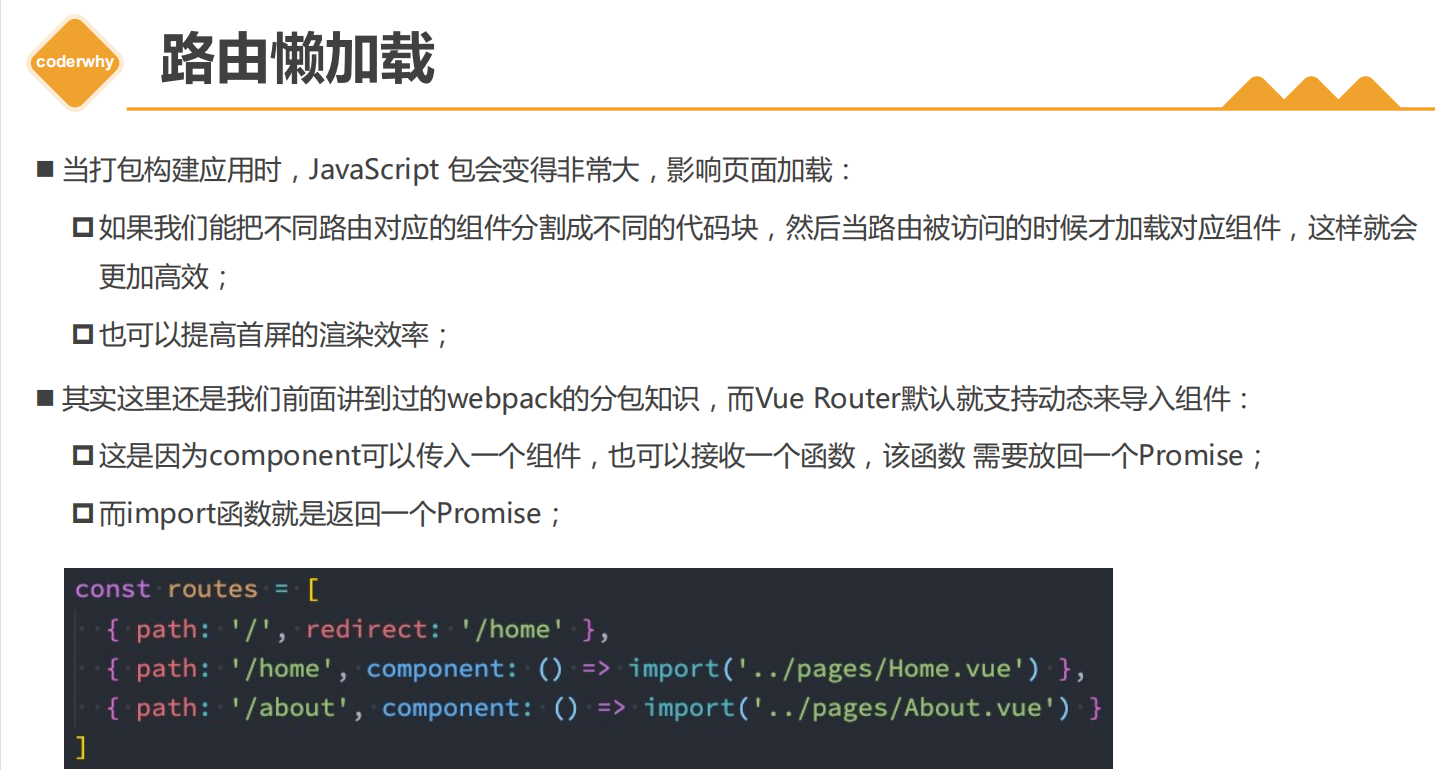 coderwhy
路由懒加载
当打包构建应用时，JavaScript 包会变得非常大，影响页面加载：
如果我们能把不同路由对应的组件分割成不同的代码块，然后当路由被访问的时候才加载对应组件，这样就会
更加高效；
也可以提高首屏的渲染效率；
其实这里还是我们前面讲到过的webpack的分包知识，而Vue Router默认就支持动态来导入组件：
这是因为component可以传入一个组件，也可以接收一个函数，该函数 需要放回一个Promise；
而import函数就是返回一个Promise；
const routes = [
  { path: '/', redirect: '/home' },
  { path: '/home', component: () => import('../pages/Home.vue') },
  { path: '/about', component: () => import('../pages/About.vue') }
]